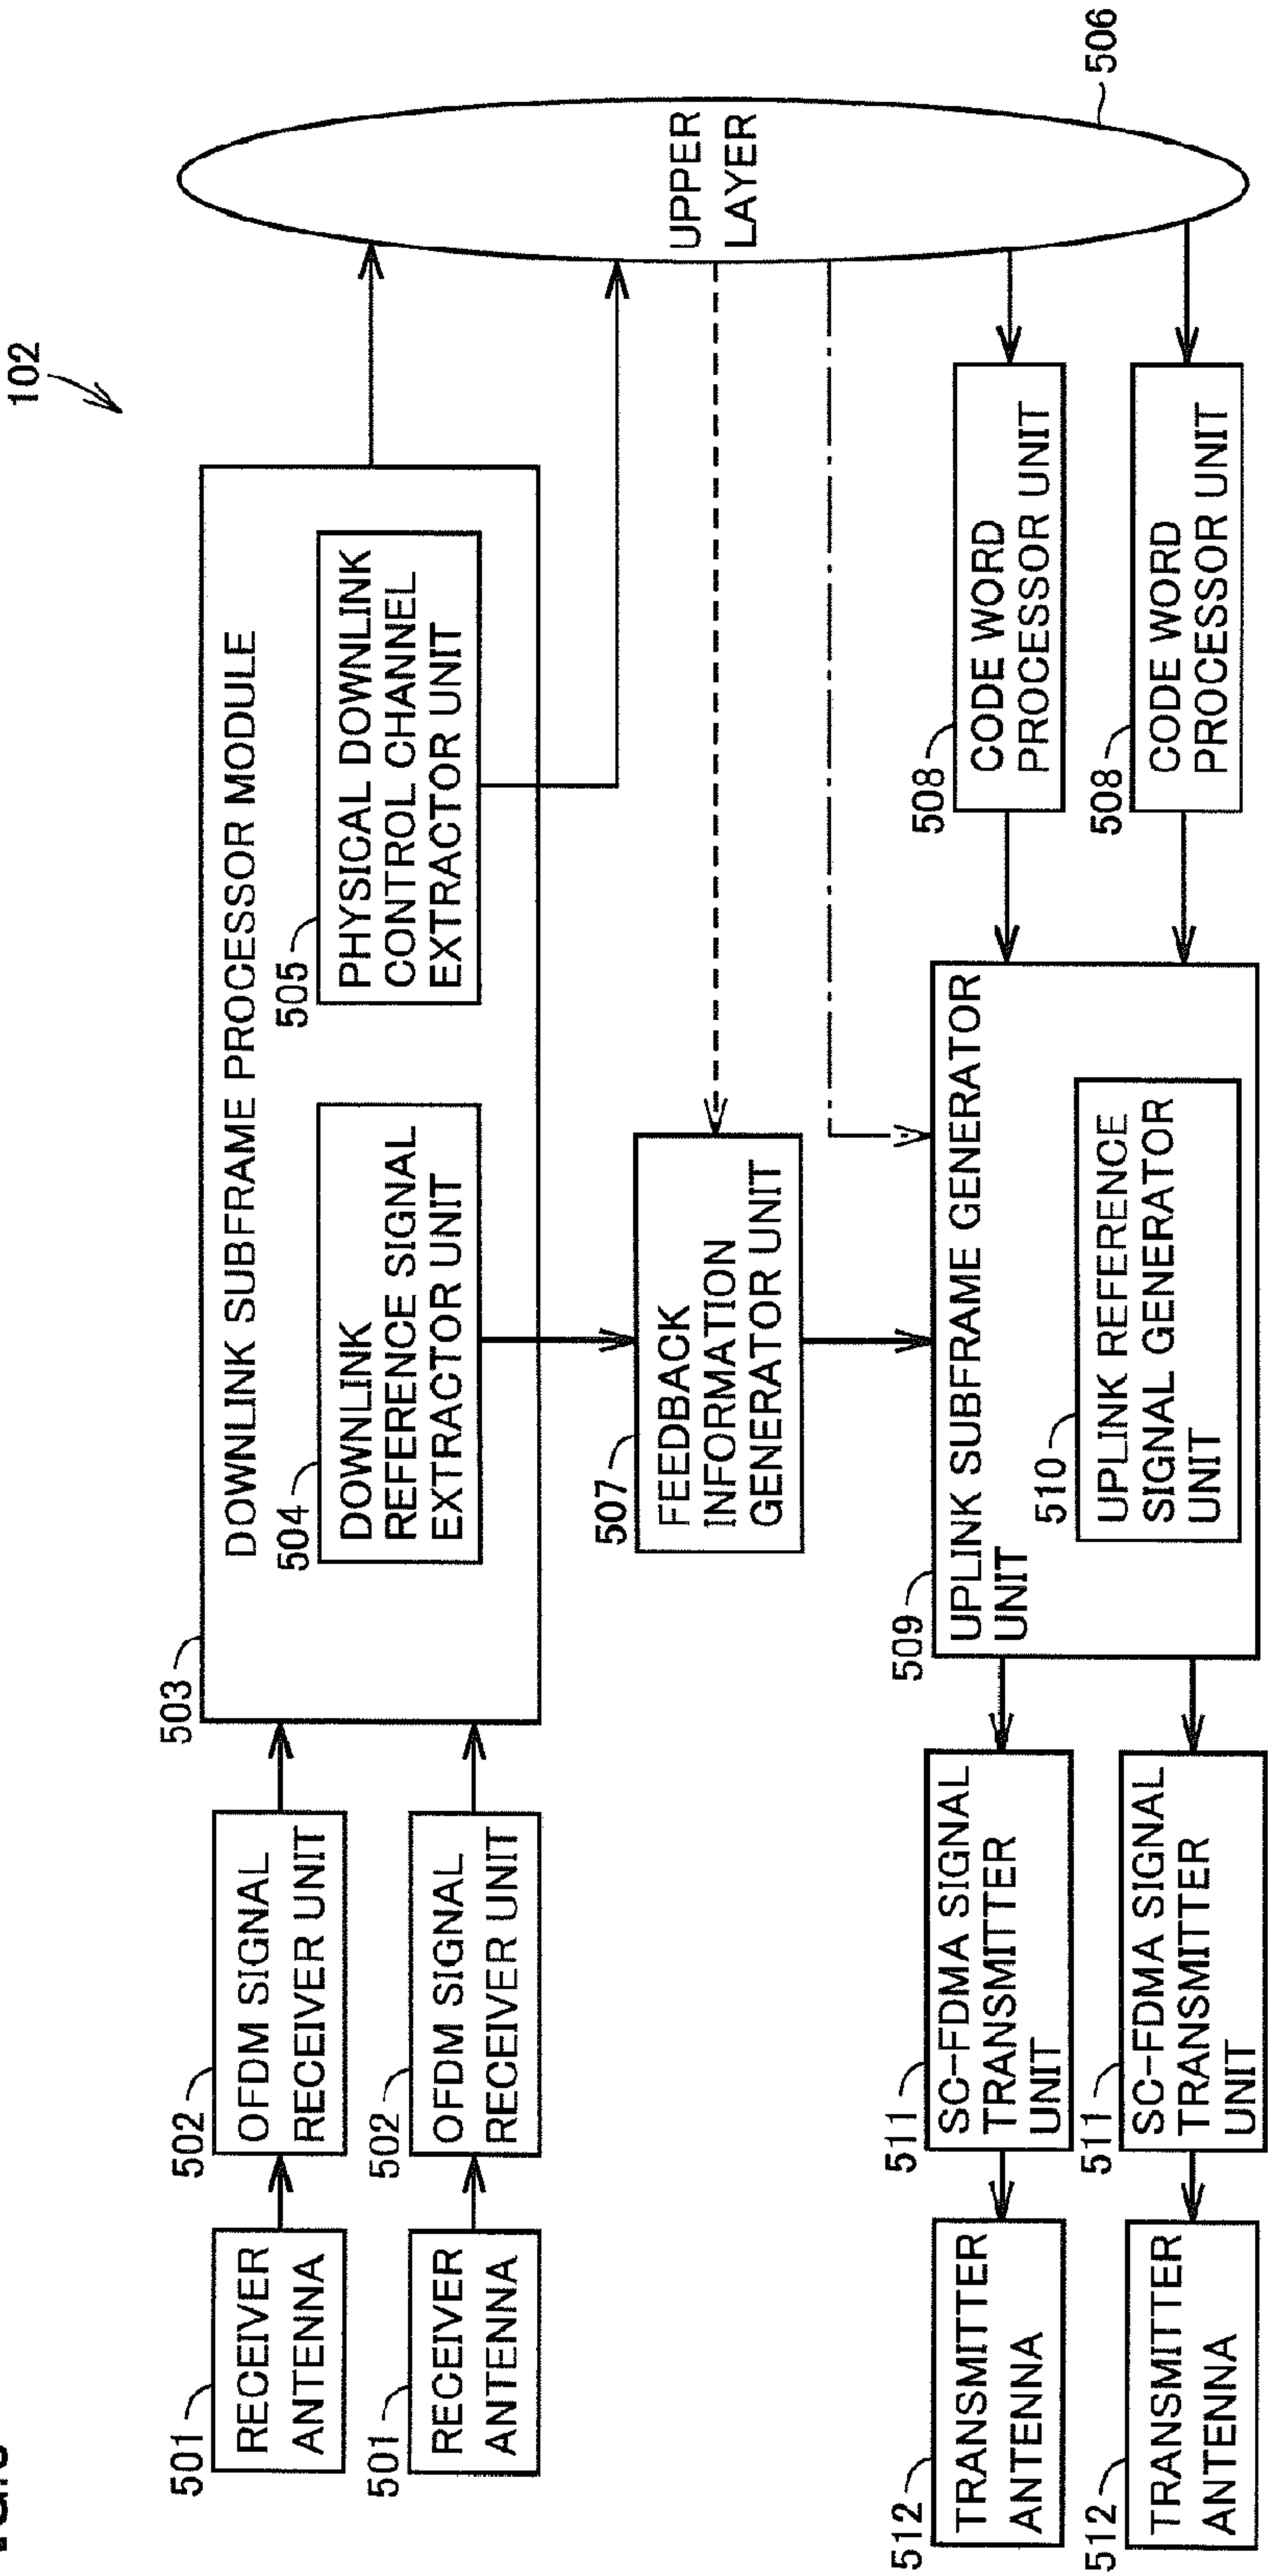 102
503
DOWNLINK SUBFRAME PROCESSOR MODULE
501
RECEIVER
ANTENNA
502
OFDM SIGNAL
RECEIVER UNIT
504
DOWNLINK
REFERENCE SIGNAL
EXTRACTOR UNIT
505
PHYSICAL DOWNLINK
CONTROL CHANNEL
EXTRACTOR UNIT
501
RECEIVER
ANTENNA
502
OFDM SIGNAL
RECEIVER UNIT
UPPER
LAYER
506
507
FEEDBACK
INFORMATION
GENERATOR UNIT
512
TRANSMITTER
ANTENNA
511
SC-FDMA SIGNAL
TRANSMITTER
UNIT
509
UPLINK SUBFRAME GENERATOR
UNIT
508
CODE WORD
PROCESSOR UNIT
510
UPLINK REFERENCE
SIGNAL GENERATOR
UNIT
512
TRANSMITTER
ANTENNA
511
SC-FDMA SIGNAL
TRANSMITTER
UNIT
508
CODE WORD
PROCESSOR UNIT